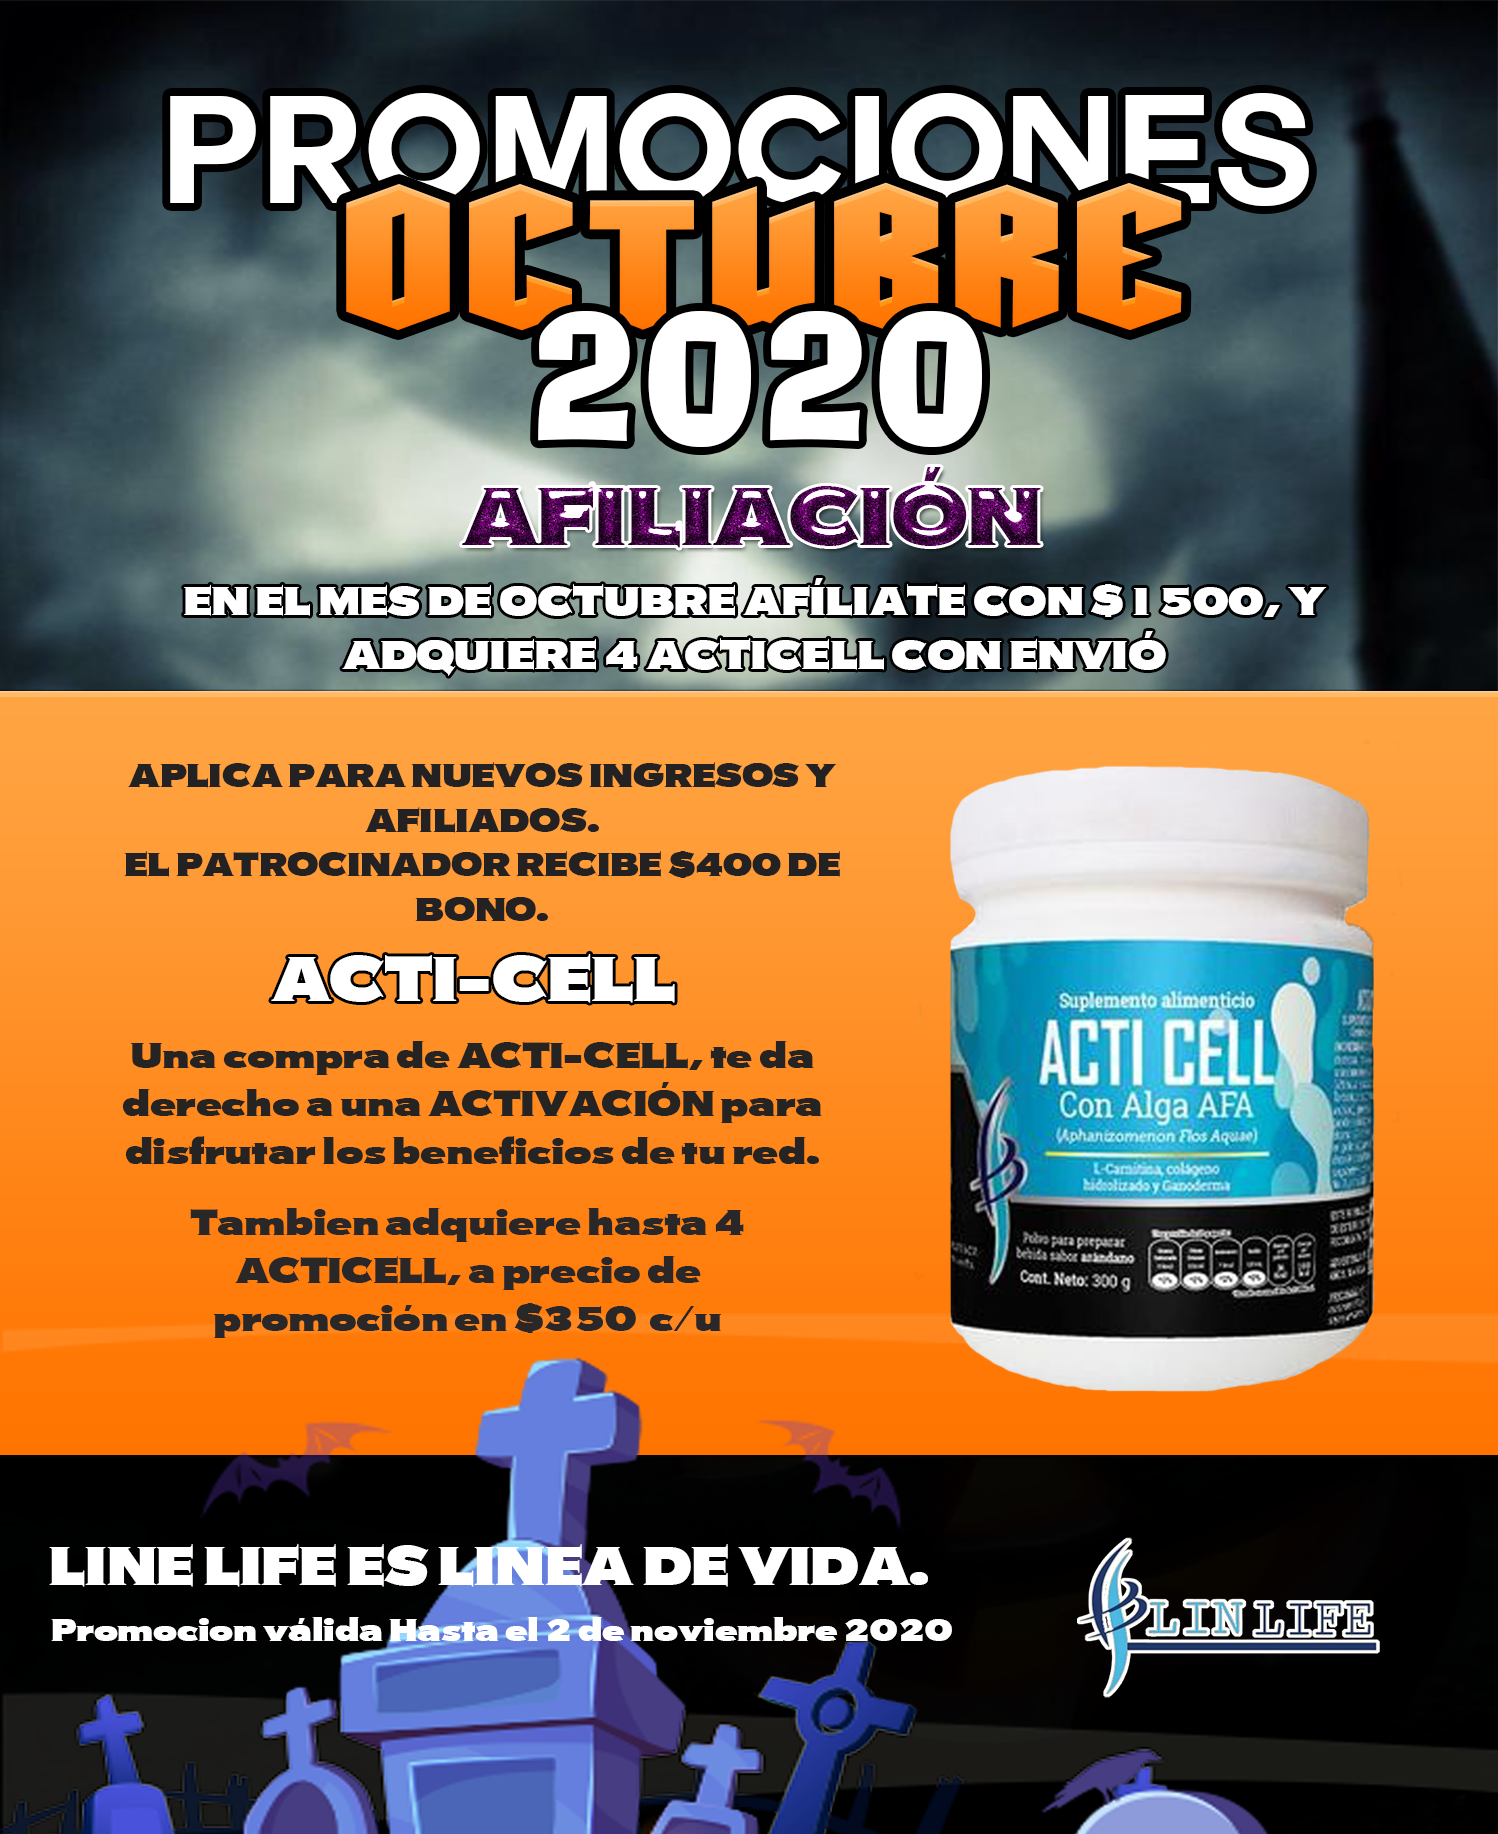 PROMOCIONES
OCTUBRE
2020
AFILIACIÓN
EN EL MES DE OCTUBRE AFÍLIATE CON $1500, Y
ADQUIERE 4 ACTICELL CON ENVIÓ
APLICA PARA NUEVOS INGRESOS Y
AFILIADOS.
EL PATROCINADOR RECIBE $400 DE
BONO.
ACTI-CELL
Una compra de ACTI-CELL, te da
derecho a una ACTIVACIÓN para
disfrutar los beneficios de tu red.
Tambien adquiere hasta 4
ACTICELL, a precio de
promoción en $350 c/u
Suplemento alimenticio
ACTI CELL
Con Alga AFA
(Aphanizomenon Flos Aquae)
L-Carnitina, colágeno
hidrolizado y Ganoderma
Polvo para preparar
bebida sabor arándano
Cont. Neto: 300 g
LINE LIFE ES LINEA DE VIDA.
Promocion válida Hasta el 2 de noviembre 2020
LIN LIFE